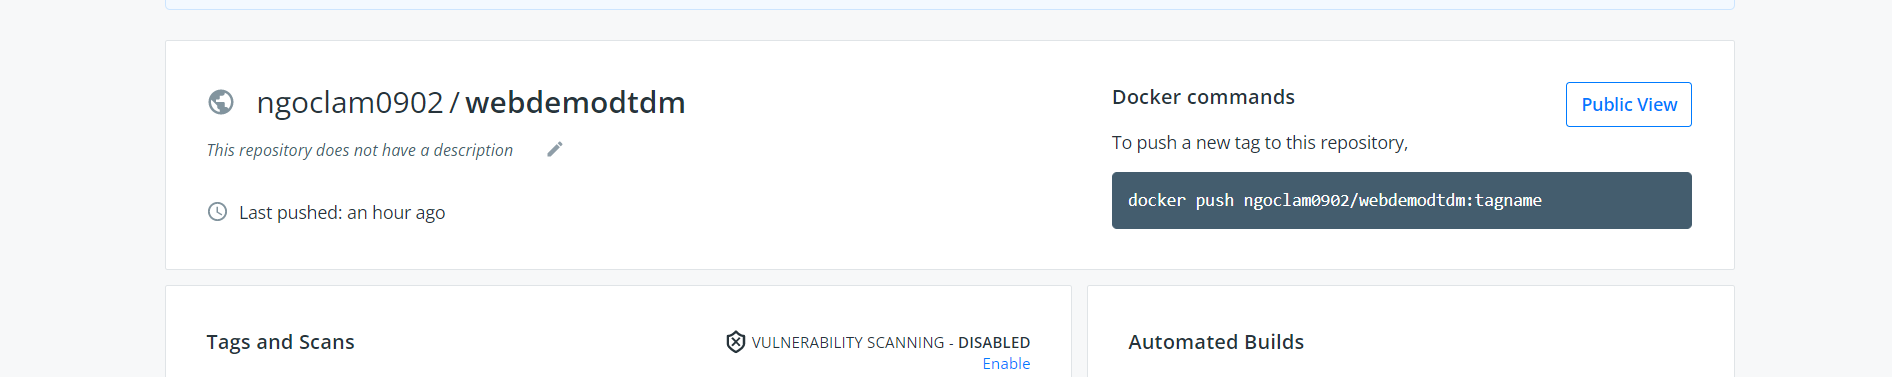 ngoclam0902 / webdemodtdm
This repository does not have a description
Last pushed: an hour ago
Docker commands
Public View
To push a new tag to this repository,
docker push ngoclam0902/webdemodtdm:tagname
Tags and Scans
VULNERABILITY SCANNING - DISABLED
Enable
Automated Builds